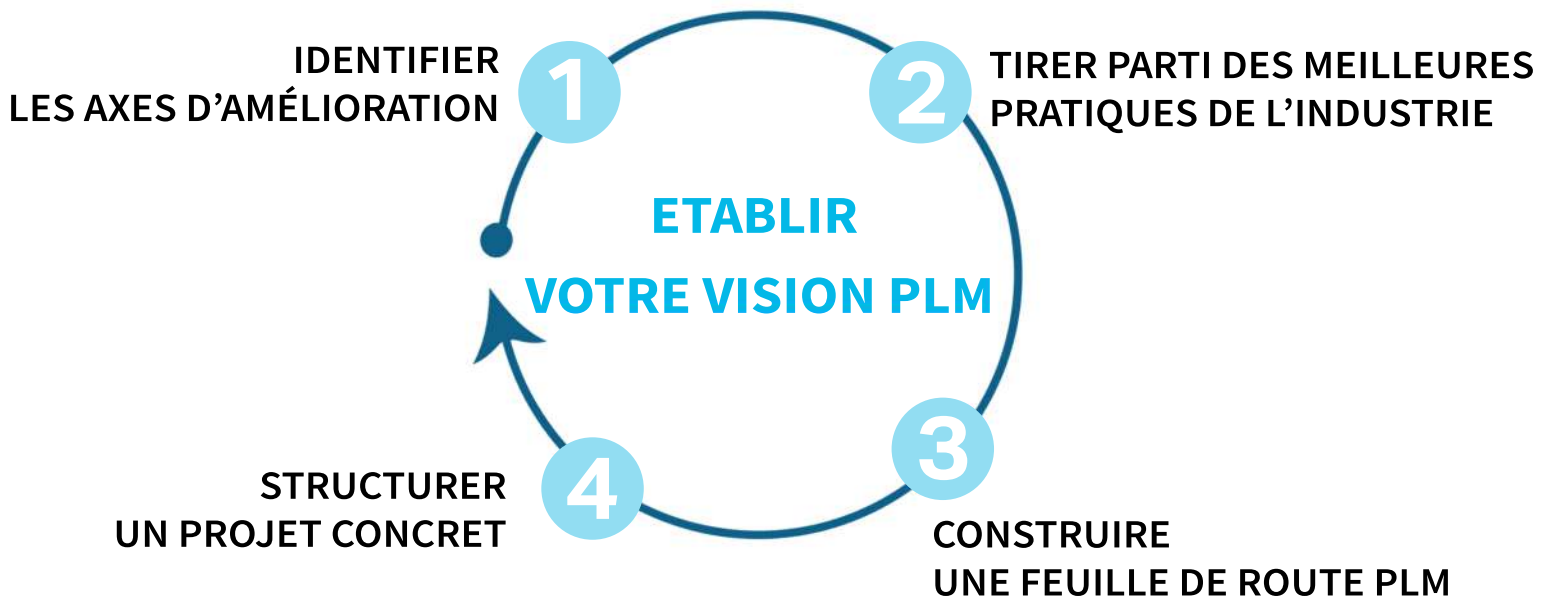 IDENTIFIER
LES AXES D’AMÉLIORATION
1
2
TIRER PARTI DES MEILLEURES
PRATIQUES DE L’INDUSTRIE
ETABLIR
VOTRE VISION PLM
3
CONSTRUIRE
UNE FEUILLE DE ROUTE PLM
4
STRUCTURER
UN PROJET CONCRET